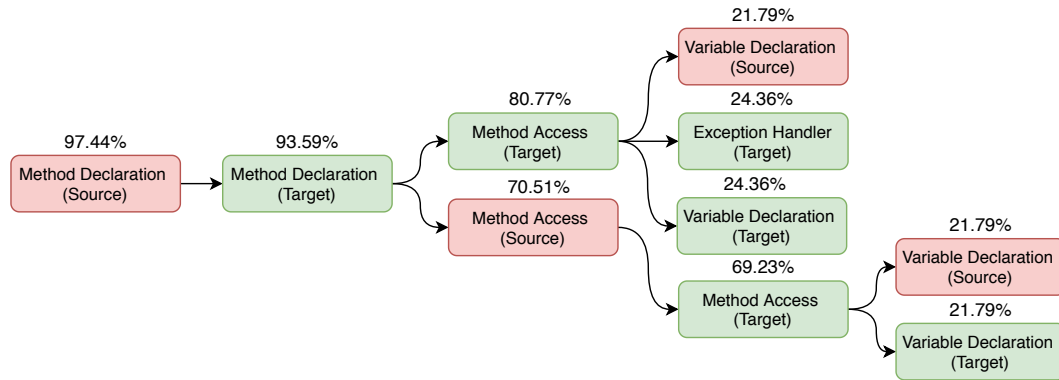 97.44%
Method Declaration
(Source)
93.59%
Method Declaration
(Target)
80.77%
Method Access
(Target)
70.51%
Method Access
(Source)
21.79%
Variable Declaration
(Source)
24.36%
Exception Handler
(Target)
24.36%
Variable Declaration
(Target)
69.23%
Method Access
(Target)
21.79%
Variable Declaration
(Source)
21.79%
Variable Declaration
(Target)